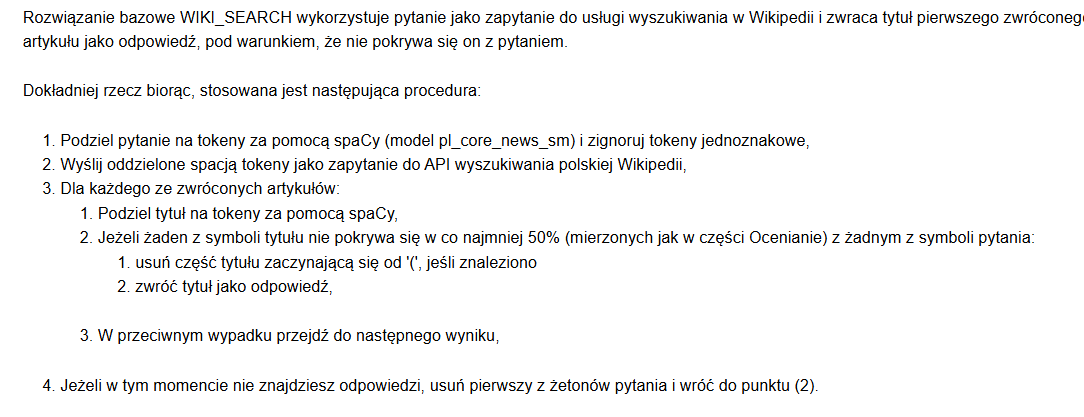 Rozwiązanie bazowe WIKI_SEARCH wykorzystuje pytanie jako zapytanie do usługi wyszukiwania w Wikipedii i zwraca tytuł pierwszego
artykułu jako odpowiedź, pod warunkiem, że nie pokrywa się on z pytaniem.
Dokładniej rzecz biorąc, stosowana jest następująca procedura:
1. Podziel pytanie na tokeny za pomocą spaCy (model pl_core_news_sm) i zignoruj tokeny jednoznakowe,
2. Wyślij oddzielone spacją tokeny jako zapytanie do API wyszukiwania polskiej Wikipedii,
3. Dla każdego ze zwróconych artykułów:
1. Podziel tytuł na tokeny za pomocą spaCy,
2. Jeżeli żaden z symboli tytułu nie pokrywa się w co najmniej 50% (mierzonych jak w części Ocenianie) z żadnym z symboli pytania:
1. usuń część tytułu zaczynającą się od '(', jeśli znaleziono
2. zwróć tytuł jako odpowiedź,
3. W przeciwnym wypadku przejdź do następnego wyniku,
4. Jeżeli w tym momencie nie znajdziesz odpowiedzi, usuń pierwszy z żetonów pytania i wróć do punktu (2).